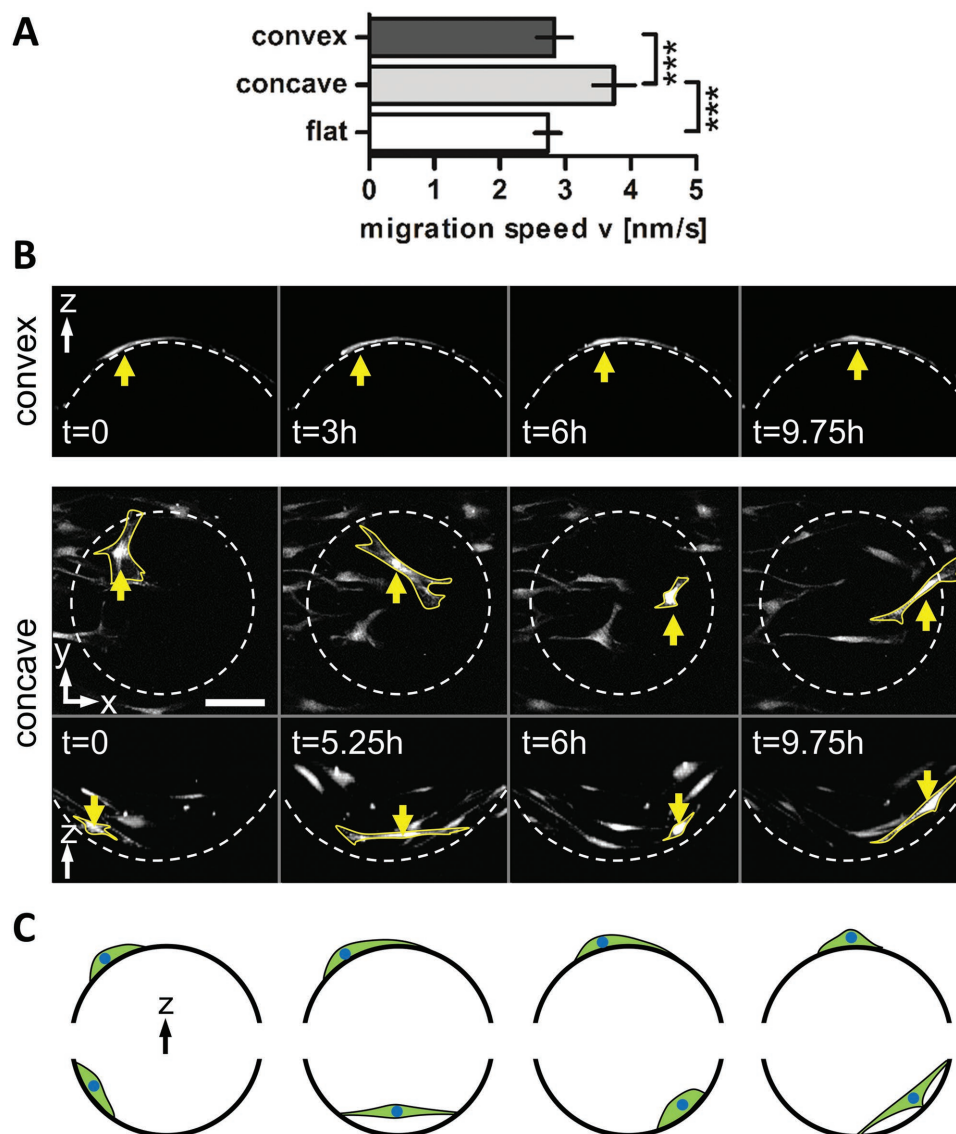 A
convex
concave
flat
***
***
0 1 2 3 4 5
migration speed v [nm/s]
B
convex
z
t=0
t=3h
t=6h
t=9.75h
concave
y
x
t=0
t=5.25h
t=6h
t=9.75h
z
C
z